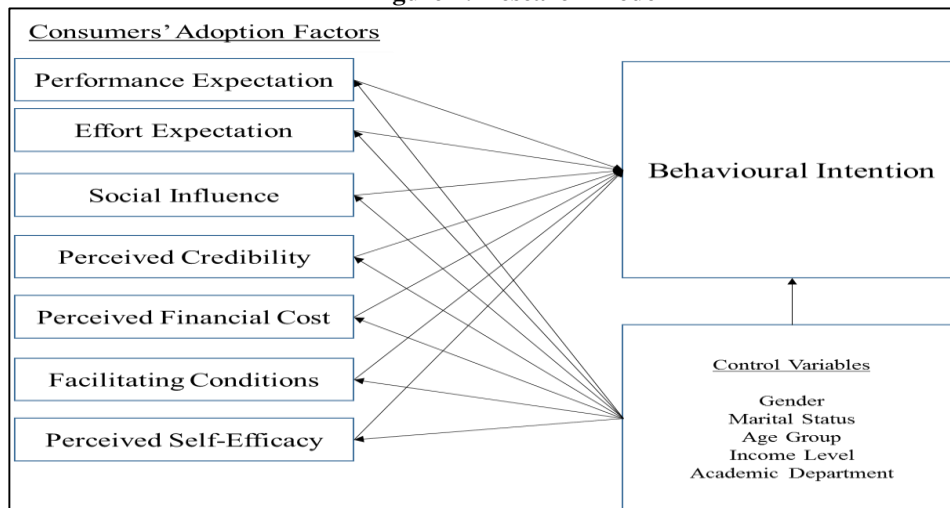 Consumers' Adoption Factors
Performance Expectation
Effort Expectation
Social Influence
Perceived Credibility
Perceived Financial Cost
Facilitating Conditions
Perceived Self-Efficacy
Behavioural Intention
Control Variables
Gender
Marital Status
Age Group
Income Level
Academic Department